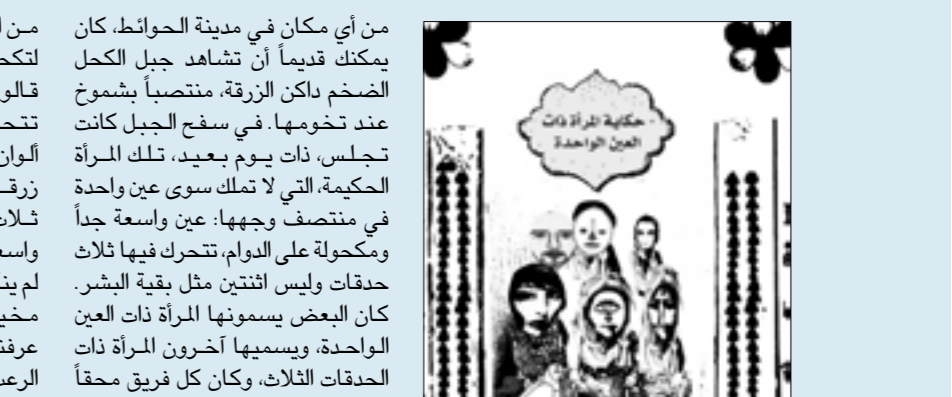 من أي مكان في مدينة الحوائط، كان
يمكنك قديماً أن تشاهد جبل الكحل
الضخم داكن الزرقة، منتصباً بشموخ
عند تخومها. في سفح الجبل كانت
تجلس، ذات يوم بعيد، تلك المرأة
الحكيمة، التي لا تملك سوى عين واحدة
في منتصف وجهها: عين واسعة جداً
ومكحولة على الدوام، تتحرك فيها ثلاث
حدقات وليس اثنتين مثل بقية البشر.
كان البعض يسمونها المرأة ذات العين
الواحدة، ويسميها آخرون المرأة ذات
الحدقات الثلاث، وكان كل فريق محقاً
حكاية المرأة ذات
العين الواحدة